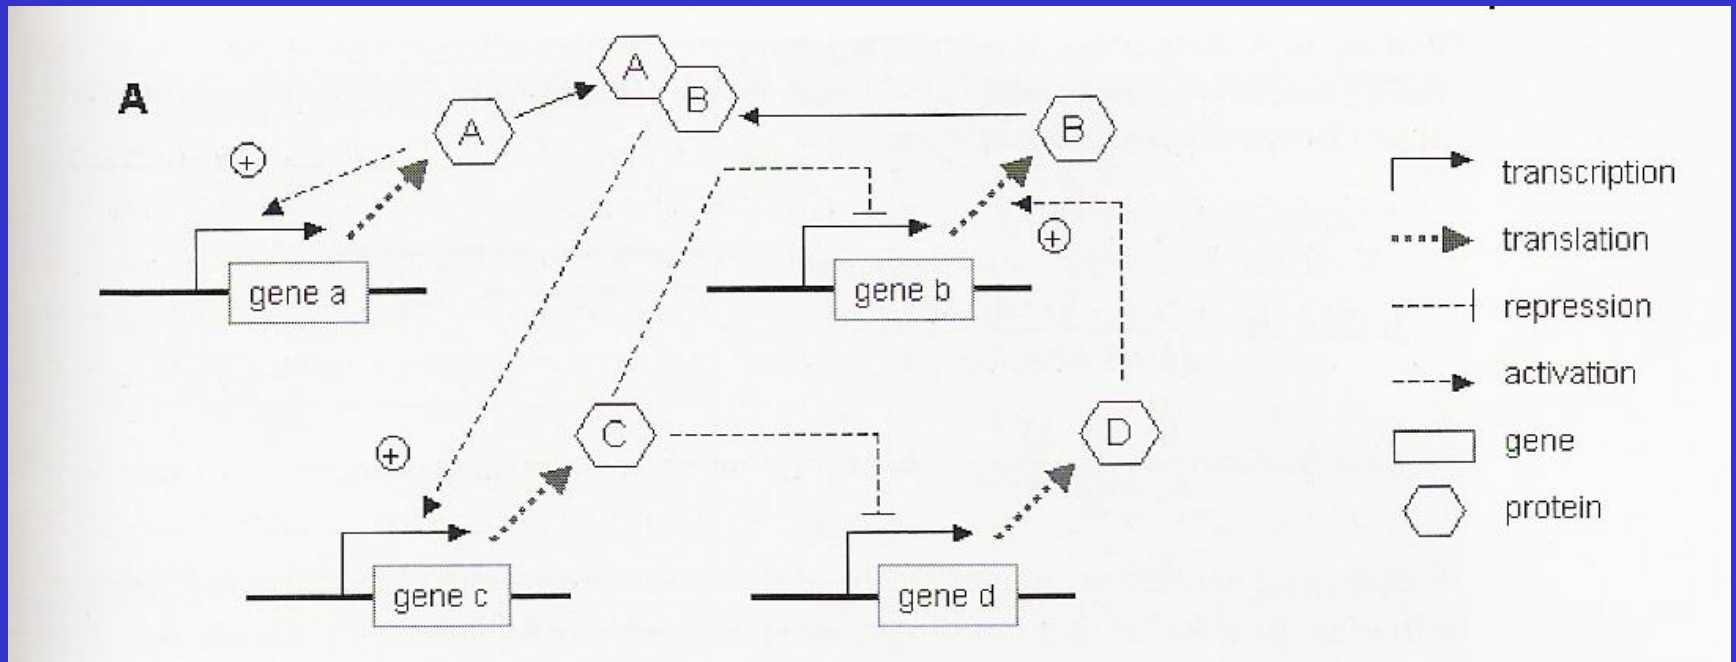 A
A
B
A
B
+
+
gene a
gene b
C
D
+
gene c
gene d
transcription
translation
repression
activation
gene
protein